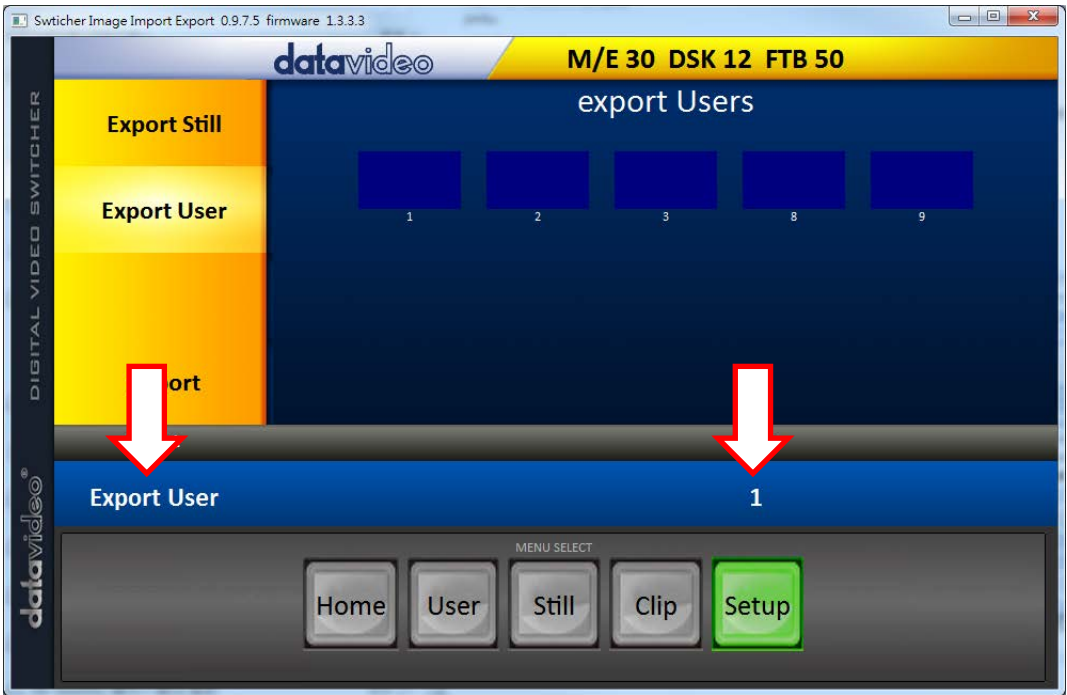 Swticher Image Import Export 0.9.7.5 firmware 1.3.3.3
datavideo
M/E 30 DSK 12 FTB 50
DIGITAL VIDEO SWITCHER
datavideo®
Export Still
Export User
ort
export Users
1 2 3 8 9
Export User 1
MENU SELECT
Home User Still Clip Setup